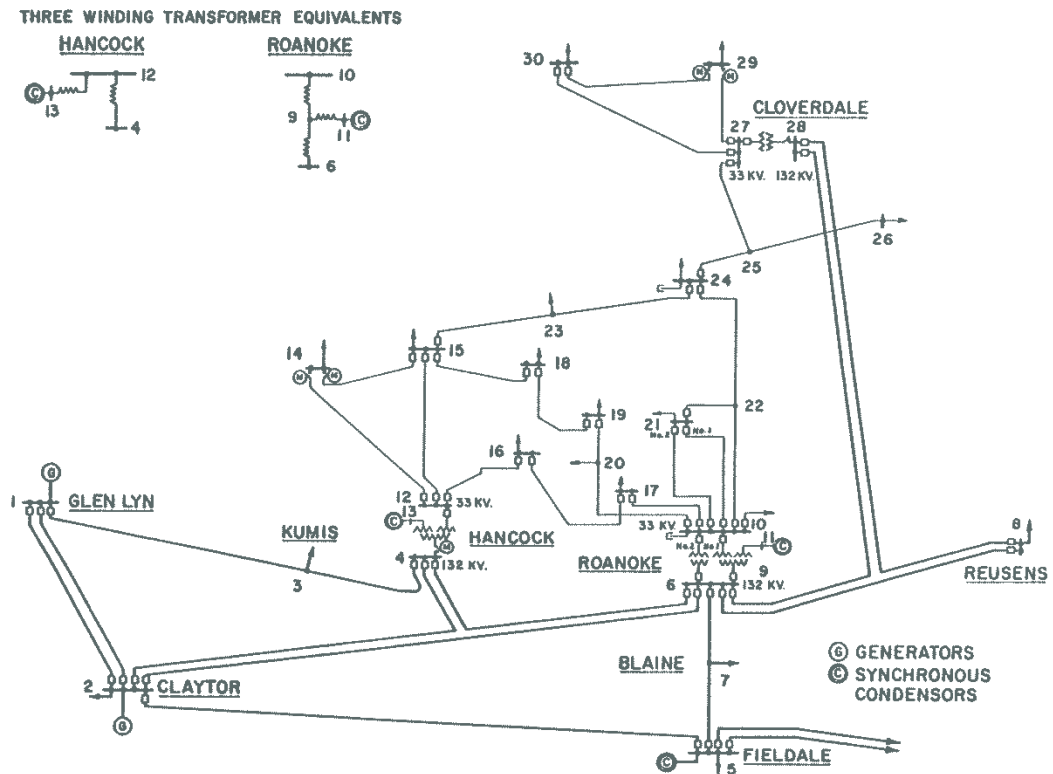 THREE WINDING TRANSFORMER EQUIVALENTS
HANCOCK
ROANOKE
12
C
13
4
10
9
11
C
6
30
29
M
M
CLOVERDALE
27
28
33 KV.
132 KV.
26
25
24
C
23
14
M
M
15
18
22
19
21
No.2
No.1
20
16
17
1
G
GLEN LYN
12
33 KV.
13
C
HANCOCK
M
KUMIS
3
4
132 KV.
33 KV.
10
C
No.2
No.1
11
C
ROANOKE
9
6
132 KV.
8
REUSENS
2
CLAYTOR
G
BLAINE
7
G GENERATORS
C SYNCHRONOUS
CONDENSORS
C
5
FIELDALE